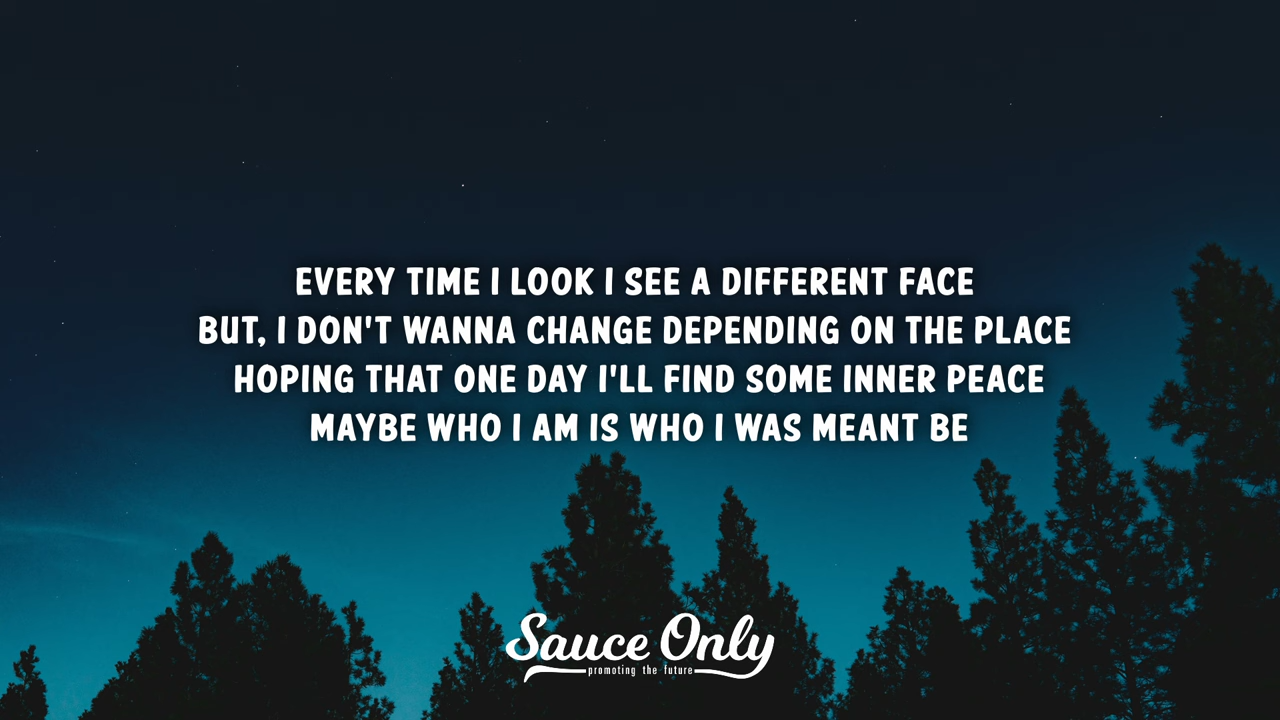 EVERY TIME I LOOK I SEE A DIFFERENT FACE
BUT, I DON'T WANNA CHANGE DEPENDING ON THE PLACE
HOPING THAT ONE DAY I'LL FIND SOME INNER PEACE
MAYBE WHO I AM IS WHO I WAS MEANT BE
Sauce Only
promoting the future